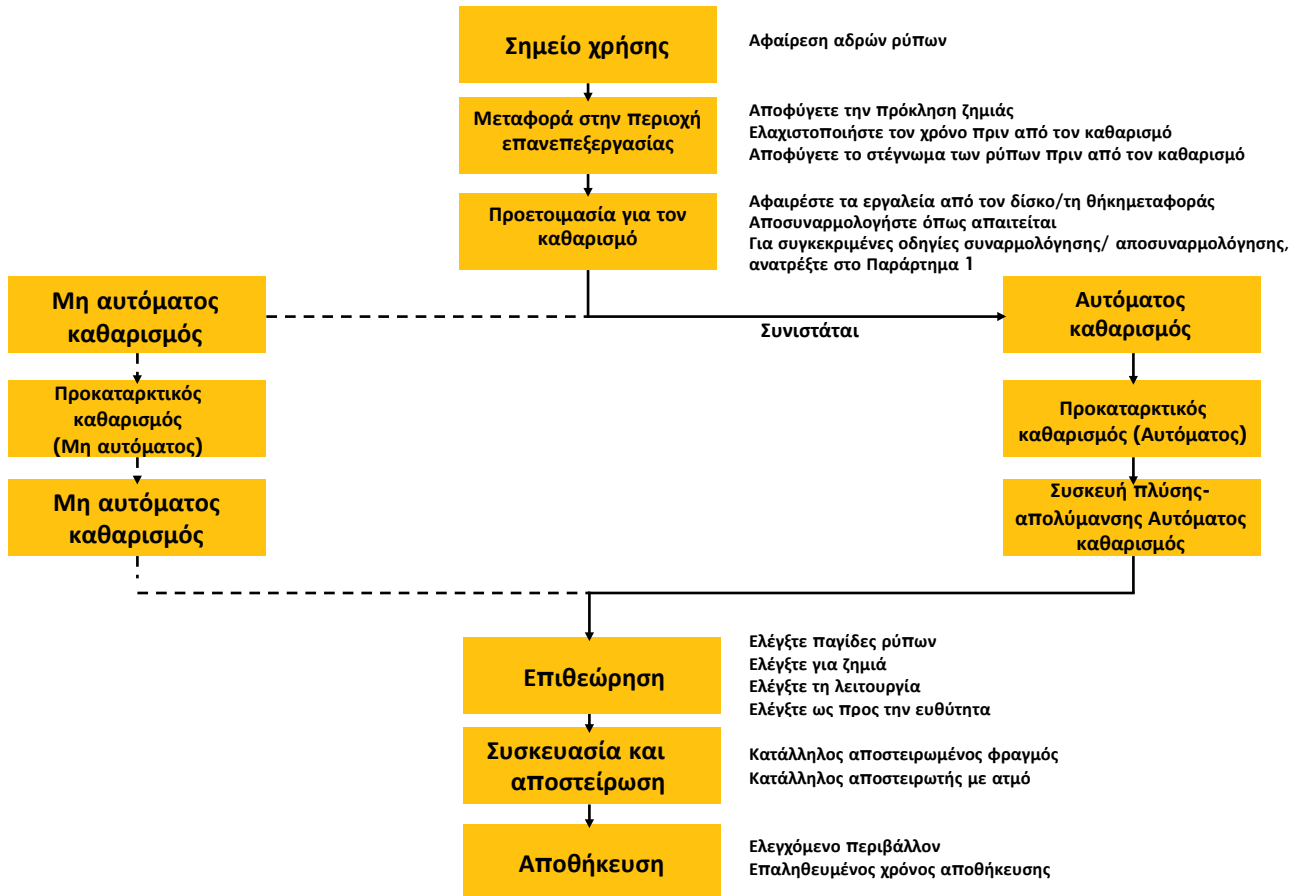 Σημείο χρήσης
Αφαίρεση αδρών ρύπων
Μεταφορά στην περιοχή
επανεπεξεργασίας
Αποφύγετε την πρόκληση ζημιάς
Ελαχιστοποιήστε τον χρόνο πριν από τον καθαρισμό
Αποφύγετε το στέγνωμα των ρύπων πριν από τον καθαρισμό
Προετοιμασία για τον
καθαρισμό
Αφαιρέστε τα εργαλεία από τον δίσκο/τη θήκημεταφοράς
Αποσυναρμολογήστε όπως απαιτείται
Για συγκεκριμένες οδηγίες συναρμολόγησης/ αποσυναρμολόγησης,
ανατρέξτε στο Παράρτημα 1
Μη αυτόματος
καθαρισμός
Συνιστάται
Αυτόματος
καθαρισμός
Προκαταρκτικός
καθαρισμός
(Μη αυτόματος)
Προκαταρκτικός
καθαρισμός (Αυτόματος)
Μη αυτόματος
καθαρισμός
Συσκευή πλύσης-
απολύμανσης Αυτόματος
καθαρισμός
Επιθεώρηση
Ελέγξτε παγίδες ρύπων
Ελέγξτε για ζημιά
Ελέγξτε τη λειτουργία
Ελέγξτε ως προς την ευθύτητα
Συσκευασία και
αποστείρωση
Κατάλληλος αποστειρωμένος φραγμός
Κατάλληλος αποστειρωτής με ατμό
Αποθήκευση
Ελεγχόμενο περιβάλλον
Επαληθευμένος χρόνος αποθήκευσης